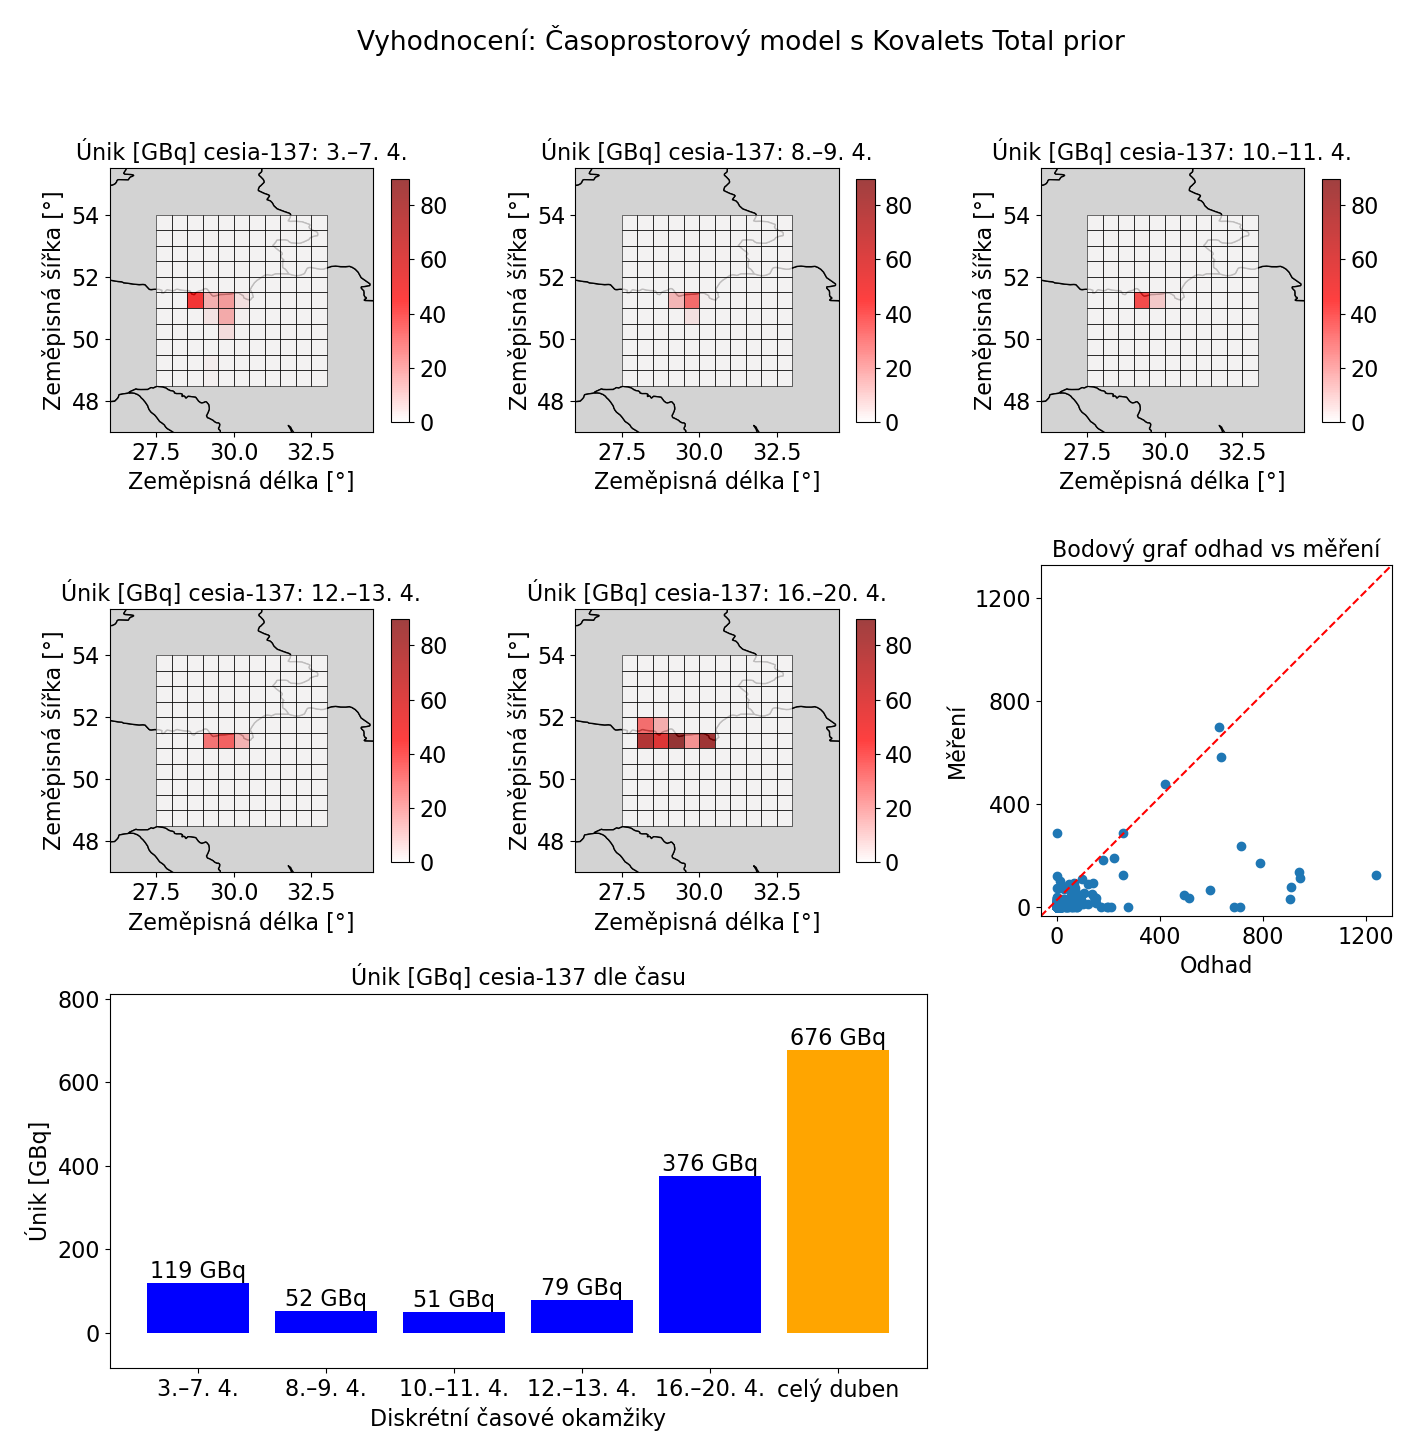 Vyhodnocení: Časoprostorový model s Kovalets Total prior
Únik [GBq] cesia-137: 3.–7. 4.
Zeměpisná šířka [°]
54
52
50
48
27.5 30.0 32.5
Zeměpisná délka [°]
80
60
40
20
0
Únik [GBq] cesia-137: 8.–9. 4.
Zeměpisná šířka [°]
54
52
50
48
27.5 30.0 32.5
Zeměpisná délka [°]
80
60
40
20
0
Únik [GBq] cesia-137: 10.–11. 4.
Zeměpisná šířka [°]
54
52
50
48
27.5 30.0 32.5
Zeměpisná délka [°]
80
60
40
20
0
Únik [GBq] cesia-137: 12.–13. 4.
Zeměpisná šířka [°]
54
52
50
48
27.5 30.0 32.5
Zeměpisná délka [°]
80
60
40
20
0
Únik [GBq] cesia-137: 16.–20. 4.
Zeměpisná šířka [°]
54
52
50
48
27.5 30.0 32.5
Zeměpisná délka [°]
80
60
40
20
0
Bodový graf odhad vs měření
Měření
1200
800
400
0
0 400 800 1200
Odhad
Únik [GBq] cesia-137 dle času
Únik [GBq]
800
600
400
200
0
119 GBq
52 GBq
51 GBq
79 GBq
376 GBq
676 GBq
3.–7. 4. 8.–9. 4. 10.–11. 4. 12.–13. 4. 16.–20. 4. celý duben
Diskrétní časové okamžiky